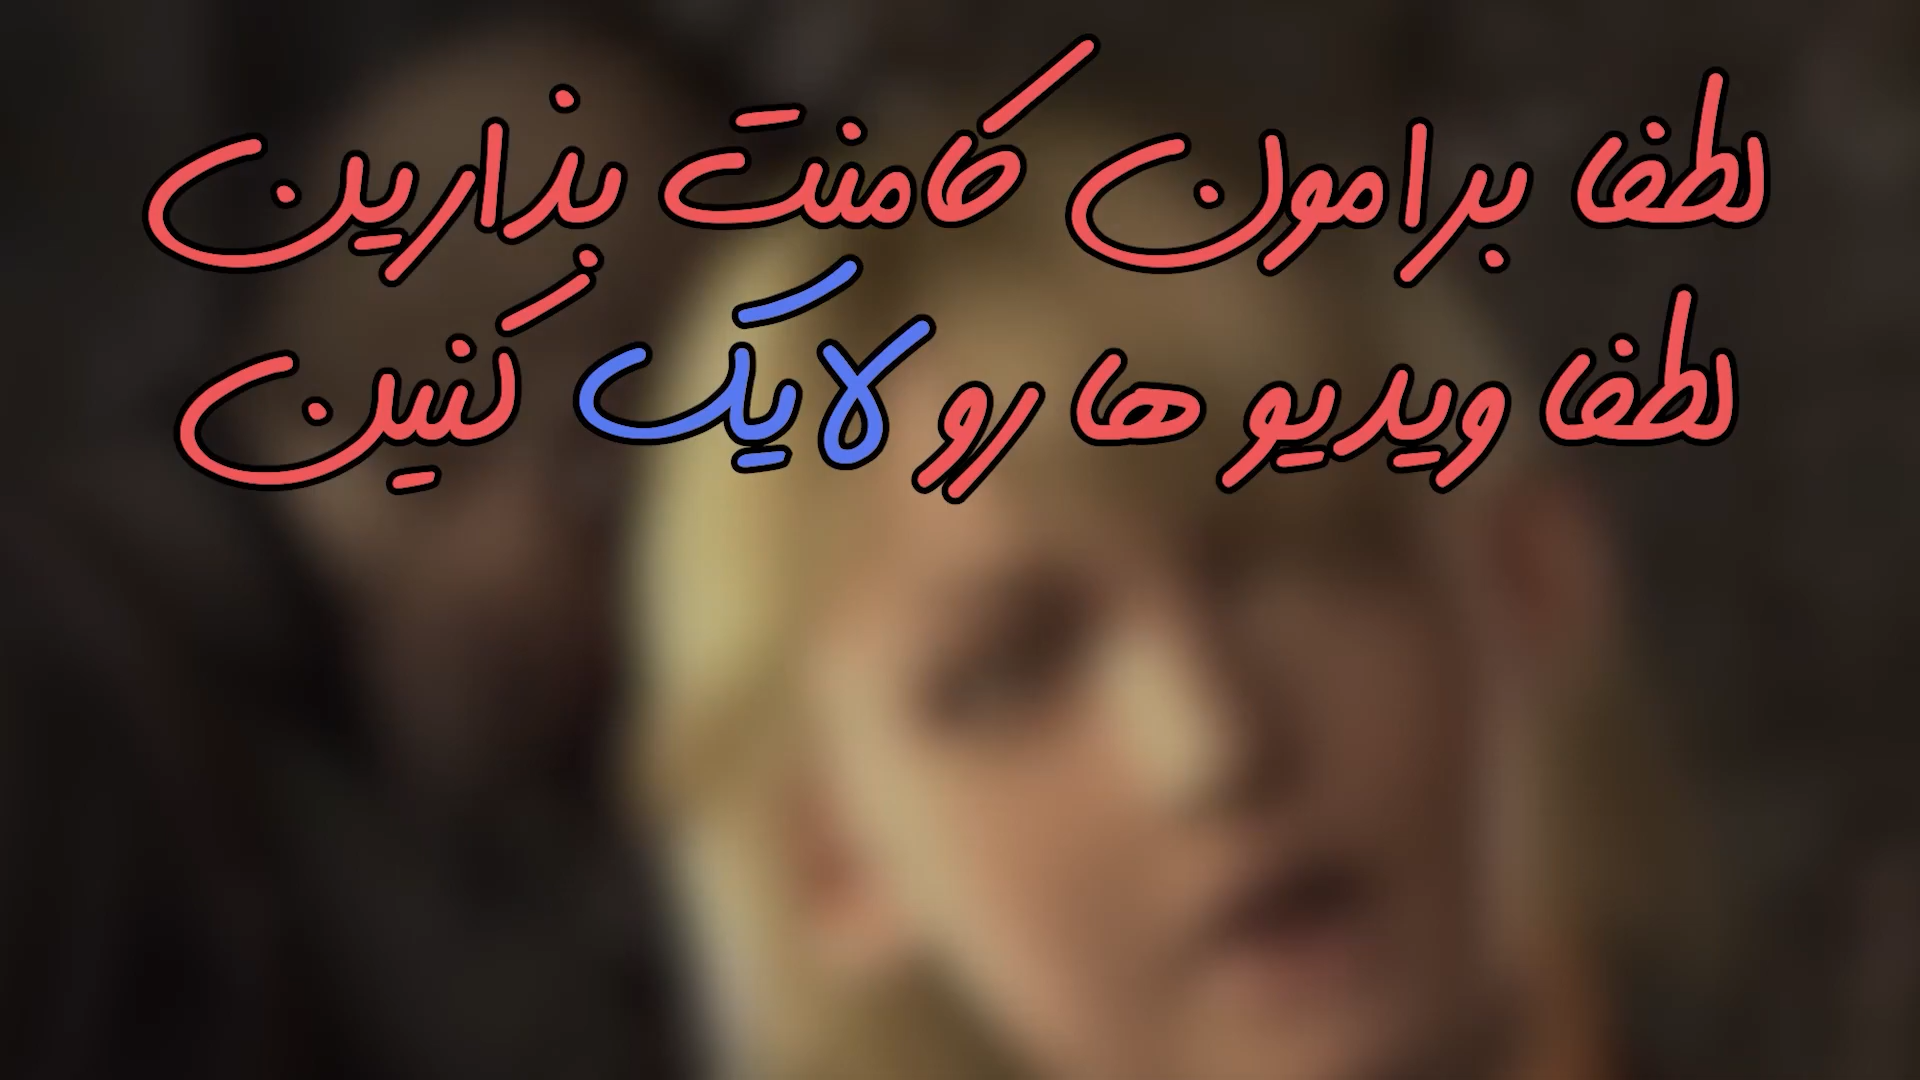 لطفا برامون کامنت بذارین
لطفا ویدیو ها رو لایک کنین